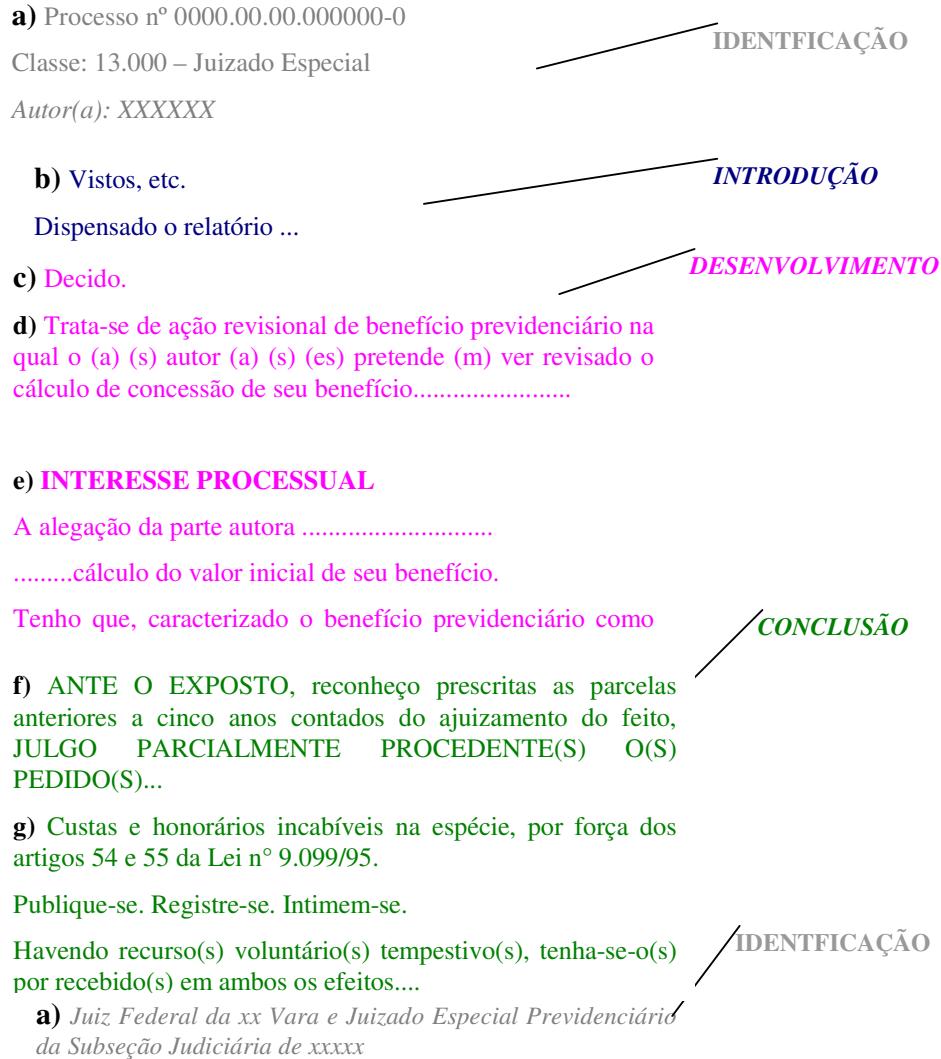 a) Processo nº 0000.00.00.000000-0
IDENTFICAÇÃO
Classe: 13.000 – Juizado Especial
Autor(a): XXXXXX
b) Vistos, etc.
INTRODUÇÃO
Dispensado o relatório ...
DESENVOLVIMENTO
c) Decido.
d) Trata-se de ação revisional de benefício previdenciário na
qual o (a) (s) autor (a) (s) (es) pretende (m) ver revisado o
cálculo de concessão de seu benefício........................
e) INTERESSE PROCESSUAL
A alegação da parte autora .............................
.........cálculo do valor inicial de seu benefício.
Tenho que, caracterizado o benefício previdenciário como
CONCLUSÃO
f) ANTE O EXPOSTO, reconheço prescritas as parcelas
anteriores a cinco anos contados do ajuizamento do feito,
JULGO PARCIALMENTE PROCEDENTE(S) O(S)
PEDIDO(S)...
g) Custas e honorários incabíveis na espécie, por força dos
artigos 54 e 55 da Lei n° 9.099/95.
Publique-se. Registre-se. Intimem-se.
IDENTFICAÇÃO
Havendo recurso(s) voluntário(s) tempestivo(s), tenha-se-o(s)
por recebido(s) em ambos os efeitos....
a) Juiz Federal da xx Vara e Juizado Especial Previdenciário
da Subseção Judiciária de xxxxx